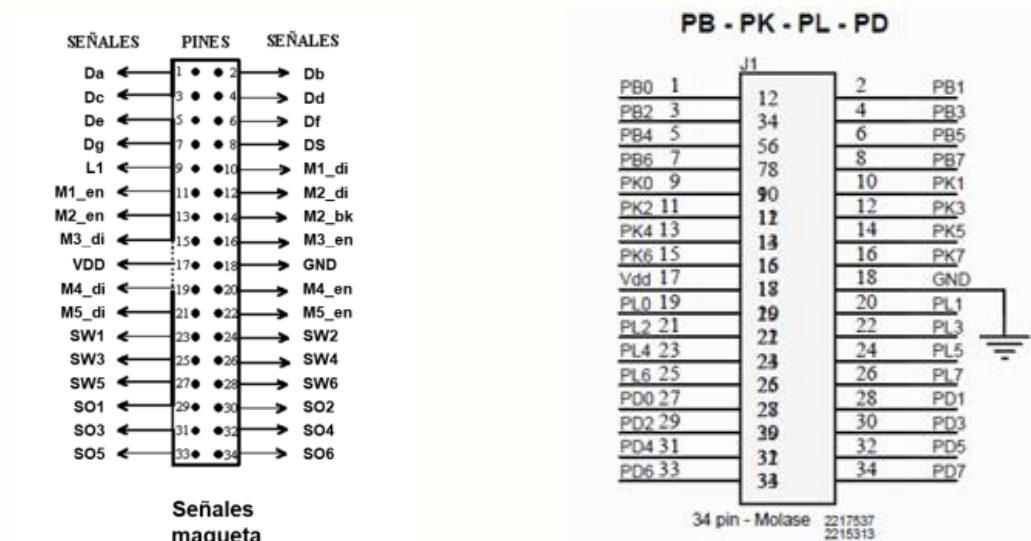 SEÑALES PINES SEÑALES
Da 1 2 Db
Dc 3 4 Dd
De 5 6 Df
Dg 7 8 DS
L1 9 10 M1_di
M1_en 11 12 M2_di
M2_en 13 14 M2_bk
M3_di 15 16 M3_en
VDD 17 18 GND
M4_di 19 20 M4_en
M5_di 21 22 M5_en
SW1 23 24 SW2
SW3 25 26 SW4
SW5 27 28 SW6
SO1 29 30 SO2
SO3 31 32 SO4
SO5 33 34 SO6
Señales
maqueta
PB - PK - PL - PD
J1
PB0 1 2 PB1
12
PB2 3 4 PB3
34
PB4 5 6 PB5
56
PB6 7 8 PB7
78
PK0 9 10 PK1
PK2 11 12 PK3
PK4 13 14 PK5
PK6 15 16 PK7
Vdd 17 18 GND
PL0 19 20 PL1
PL2 21 22 PL3
PL4 23 24 PL5
PL6 25 26 PL7
PD0 27 28 PD1
PD2 29 30 PD3
PD4 31 32 PD5
PD6 33 34 PD7
34 pin - Molase 2217537
2215313